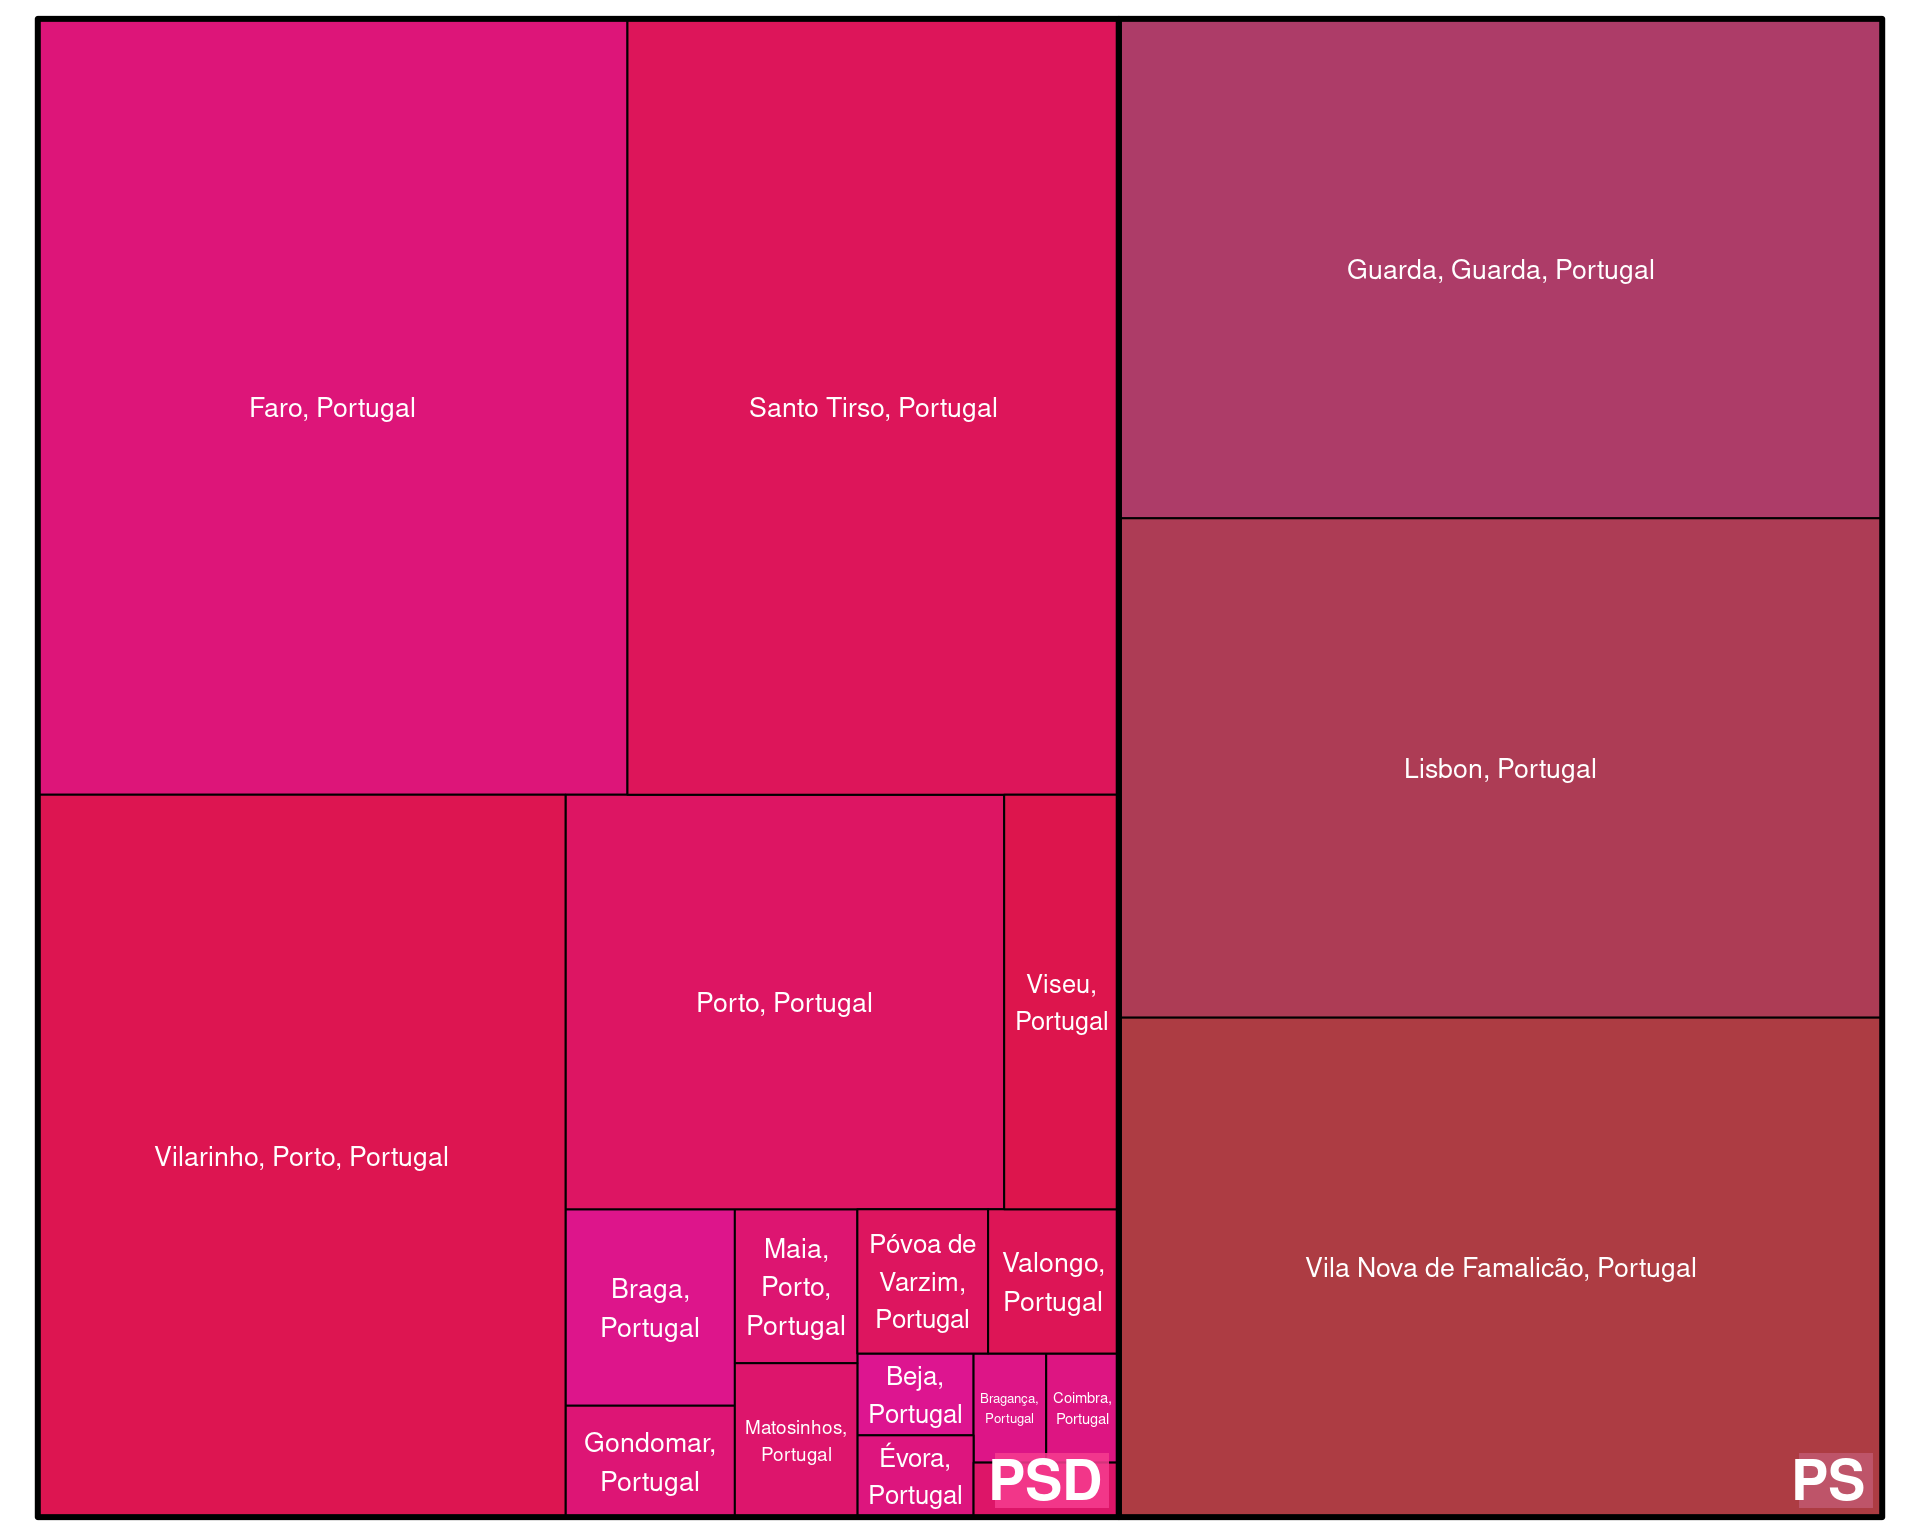 Faro, Portugal
Santo Tirso, Portugal
Guarda, Guarda, Portugal
Lisbon, Portugal
Vilarinho, Porto, Portugal
Porto, Portugal
Viseu,
Portugal
Braga,
Portugal
Maia,
Porto,
Portugal
Póvoa de
Varzim,
Portugal
Valongo,
Portugal
Gondomar,
Portugal
Matosinhos,
Portugal
Beja,
Portugal
Bragança,
Portugal
Coimbra,
Portugal
Évora,
Portugal
PSD
Vila Nova de Famalicão, Portugal
PS